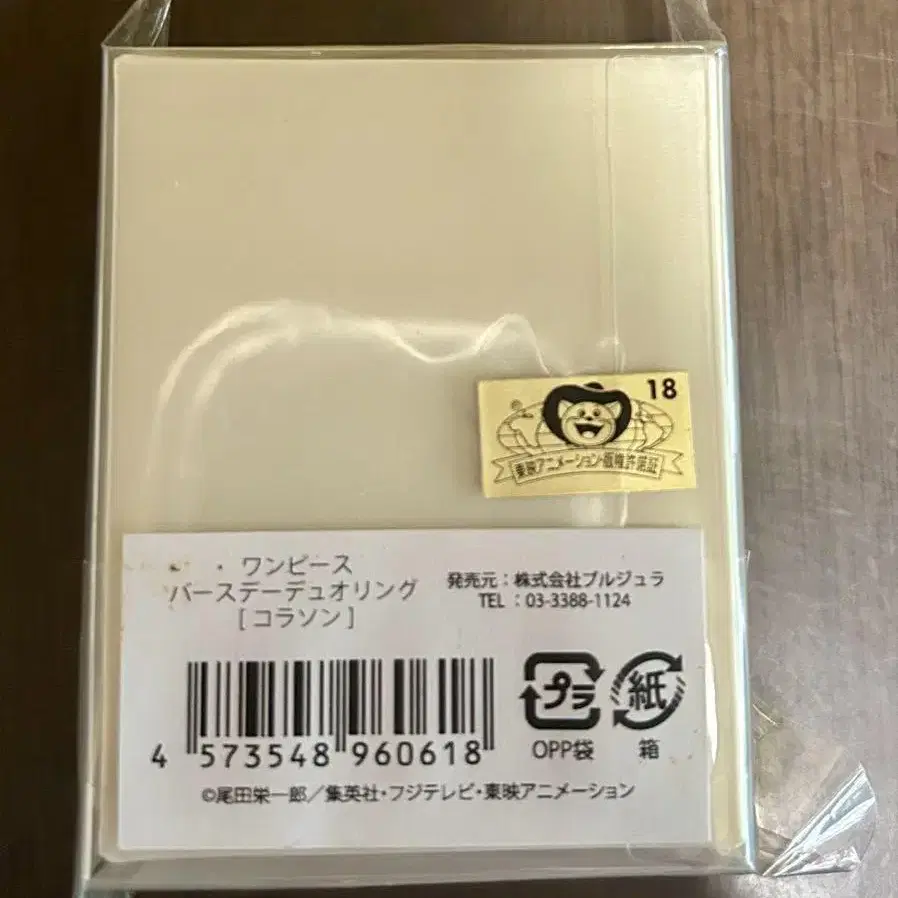 18
東映アニメーション・版権許諾証
ワンピース
バースデーデュオリング
[コラソン]
発売元：株式会社プルジュラ
TEL：03-3388-1124
4 573548 960618
プラ
OPP袋
紙
箱
©尾田栄一郎／集英社・フジテレビ・東映アニメーション